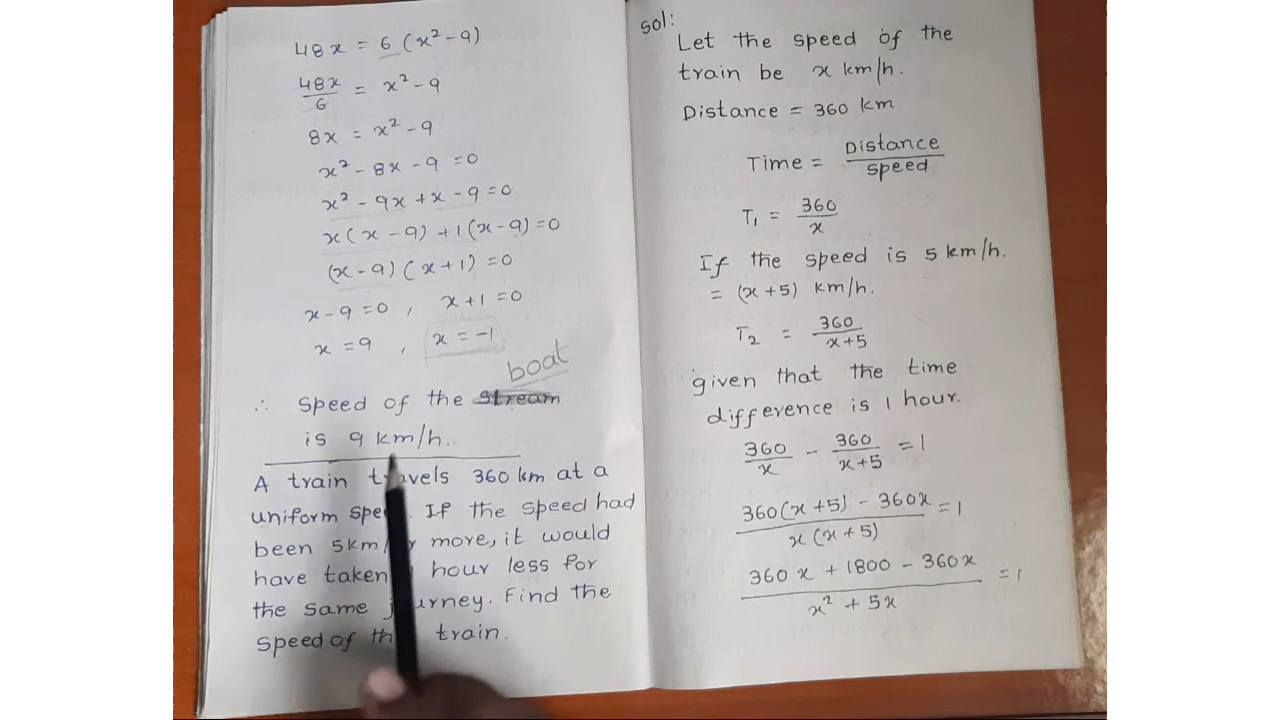 48x = 6 (x² - 9)
48x/6 = x² - 9
8x = x² - 9
x² - 8x - 9 = 0
x² - 9x + x - 9 = 0
x(x - 9) + 1(x - 9) = 0
(x - 9)(x + 1) = 0
x - 9 = 0 , x + 1 = 0
x = 9 , x = -1
boat
∴ Speed of the stream
is 9 km/h.
A train travels 360 km at a
uniform . If the speed had
been more, it would
have taken hour less for
the same . Find the
speed of train.
Sol:
Let the speed of the
train be x km/h.
Distance = 360 km
Time = Distance/speed
T₁ = 360/x
If the speed is 5 km/h.
= (x+5) km/h.
T₂ = 360/x+5
given that the time
difference is 1 hour.
360/x - 360/x+5 = 1
360(x+5) - 360x/x(x+5) = 1
360x + 1800 - 360x/x² + 5x = 1